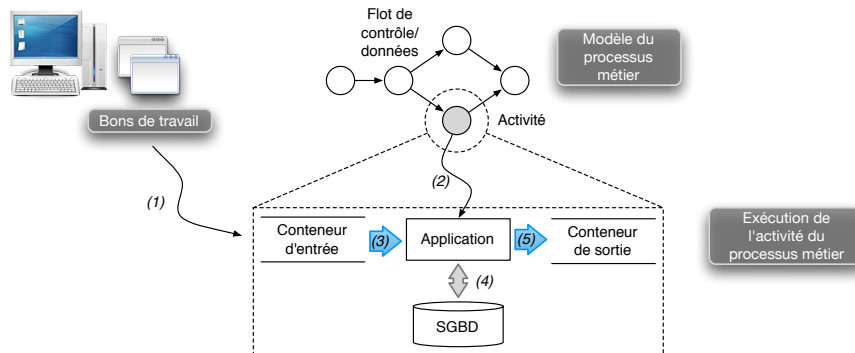 Flot de
contrôle/
données
Modèle du
processus
métier
Bons de travail
Activité
(1)
(2)
Conteneur
d'entrée
(3)
Application
(5)
Conteneur
de sortie
Exécution de
l'activité du
processus métier
(4)
SGBD